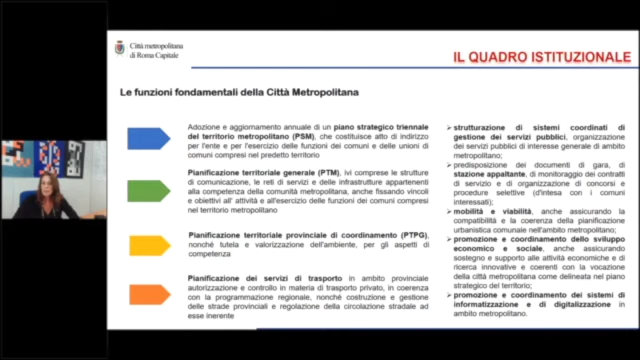 Città metropolitana
di Roma Capitale
IL QUADRO ISTITUZIONALE
Le funzioni fondamentali della Città Metropolitana
Adozione e aggiornamento annuale di un piano strategico triennale
del territorio metropolitano (PSM), che costituisce atto di indirizzo
per l'ente e per l'esercizio delle funzioni dei comuni e delle unioni di
comuni compresi nel predetto territorio
Pianificazione territoriale generale (PTM), ivi comprese le strutture
di comunicazione, le reti di servizi e delle infrastrutture appartenenti
alla competenza della comunità metropolitana, anche fissando vincoli
e obiettivi all' attività e all'esercizio delle funzioni dei comuni compresi
nel territorio metropolitano
Pianificazione territoriale provinciale di coordinamento (PTPG),
nonché tutela e valorizzazione dell'ambiente, per gli aspetti di
competenza
Pianificazione dei servizi di trasporto in ambito provinciale
autorizzazione e controllo in materia di trasporto privato, in coerenza
con la programmazione regionale, nonché costruzione e gestione
delle strade provinciali e regolazione della circolazione stradale ad
esse inerente
➢strutturazione di sistemi coordinati di
gestione dei servizi pubblici, organizzazione
dei servizi pubblici di interesse generale di ambito
metropolitano;
➢predisposizione dei documenti di gara, di
stazione appaltante, di monitoraggio dei contratti
di servizio e di organizzazione di concorsi e
procedure selettive (d'intesa con i comuni
interessati);
➢mobilità e viabilità, anche assicurando la
compatibilità e la coerenza della pianificazione
urbanistica comunale nell'ambito metropolitano;
➢promozione e coordinamento dello sviluppo
economico e sociale, anche assicurando
sostegno e supporto alle attività economiche e di
ricerca innovative e coerenti con la vocazione
della città metropolitana come delineata nel piano
strategico del territorio;
➢promozione e coordinamento dei sistemi di
informatizzazione e di digitalizzazione in
ambito metropolitano.